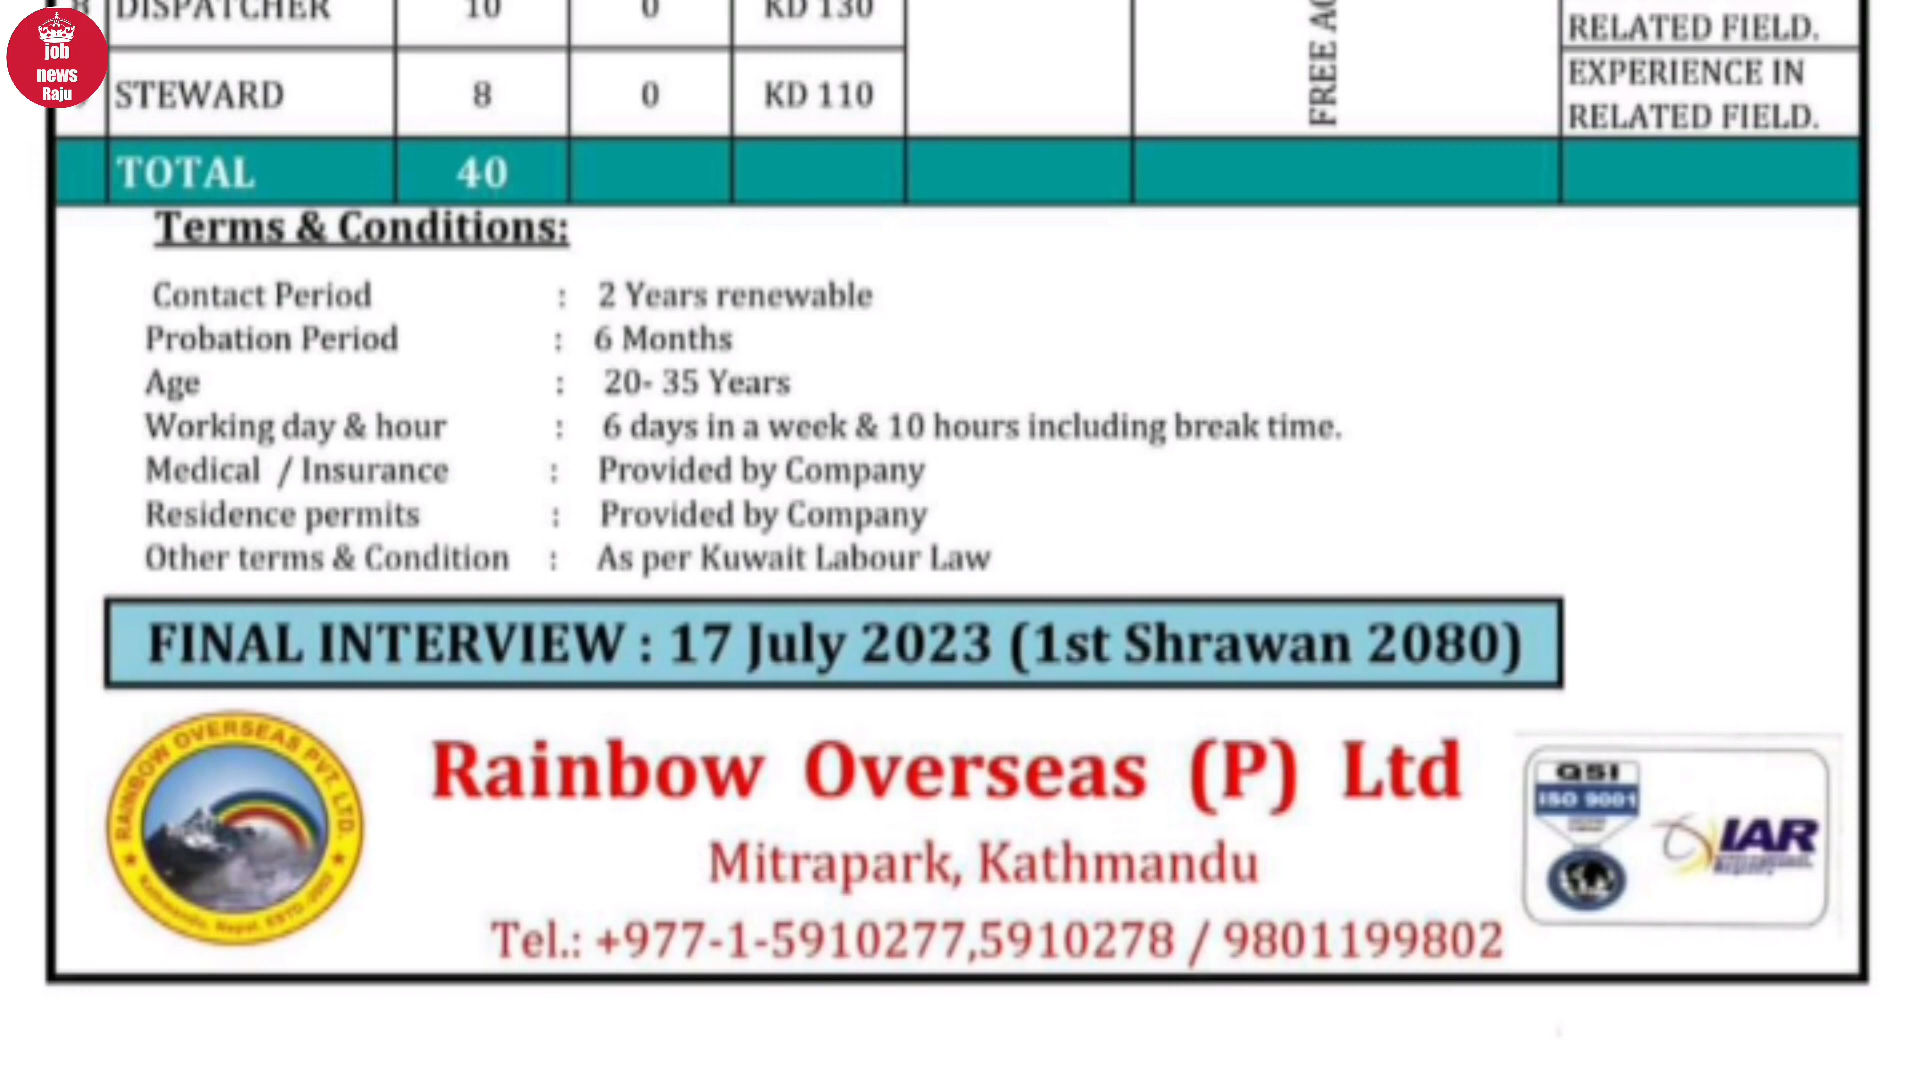 job
news
Raju
8 DISPATCHER 10 0 KD 130
RELATED FIELD.
STEWARD 8 0 KD 110
EXPERIENCE IN
RELATED FIELD.
FREE
TOTAL 40
Terms & Conditions:
Contact Period : 2 Years renewable
Probation Period : 6 Months
Age : 20- 35 Years
Working day & hour : 6 days in a week & 10 hours including break time.
Medical / Insurance : Provided by Company
Residence permits : Provided by Company
Other terms & Condition : As per Kuwait Labour Law
FINAL INTERVIEW : 17 July 2023 (1st Shrawan 2080)
RAINBOW OVERSEAS PVT. LTD.
Kathmandu, Nepal, ESTD.
Rainbow Overseas (P) Ltd
Mitrapark, Kathmandu
Tel.: +977-1-5910277,5910278 / 9801199802
QSI
ISO 9001
IAR